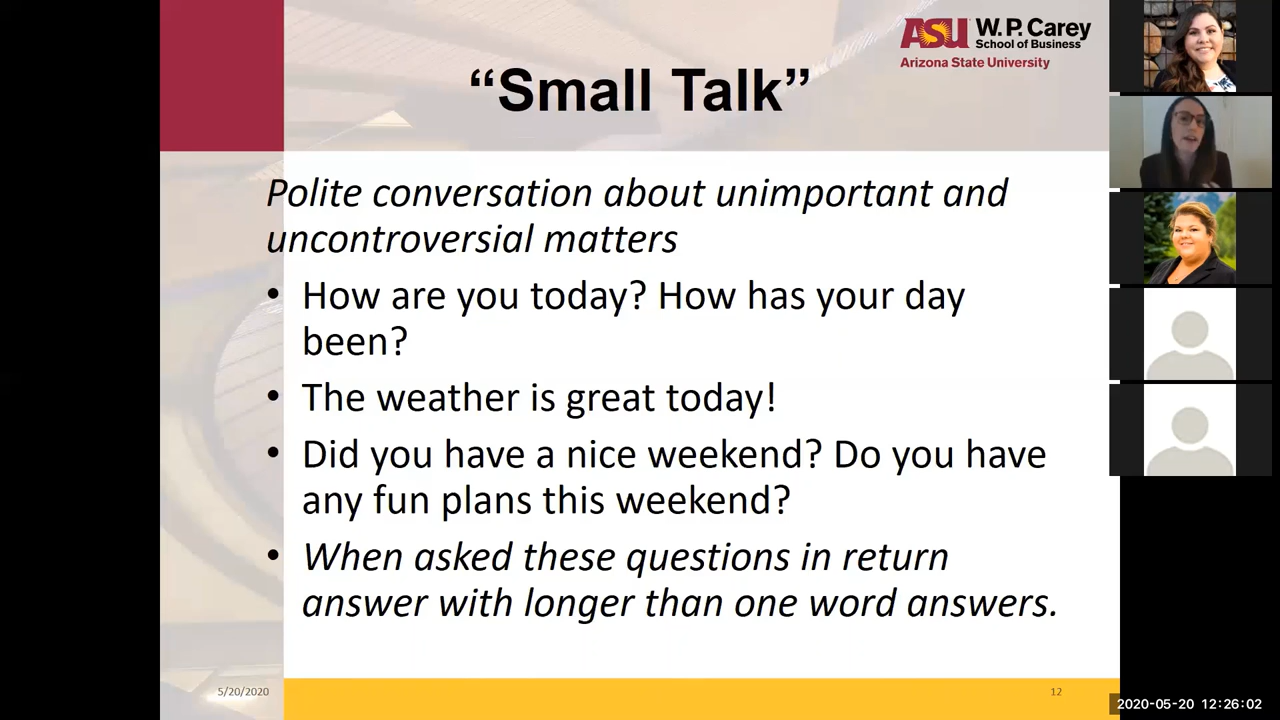 ASU W. P. Carey
School of Business
Arizona State University
“Small Talk”
Polite conversation about unimportant and
uncontroversial matters
• How are you today? How has your day
been?
• The weather is great today!
• Did you have a nice weekend? Do you have
any fun plans this weekend?
• When asked these questions in return
answer with longer than one word answers.
5/20/2020
12
2020-05-20 12:26:02